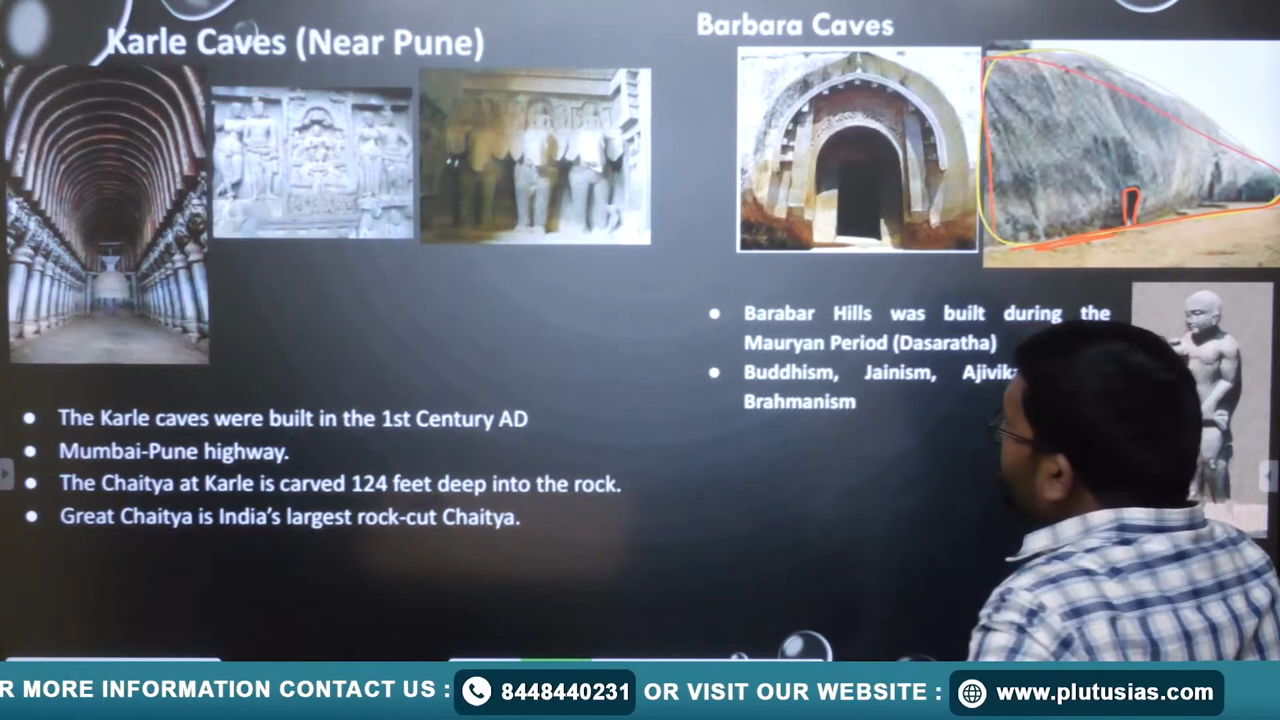 Karle Caves (Near Pune)
Barbara Caves
● Barabar Hills was built during the
Mauryan Period (Dasaratha)
● Buddhism, Jainism,
Brahmanism
● The Karle caves were built in the 1st Century AD
● Mumbai-Pune highway.
● The Chaitya at Karle is carved 124 feet deep into the rock.
● Great Chaitya is India's largest rock-cut Chaitya.
R MORE INFORMATION CONTACT US : 8448440231 OR VISIT OUR WEBSITE : www.plutusias.com